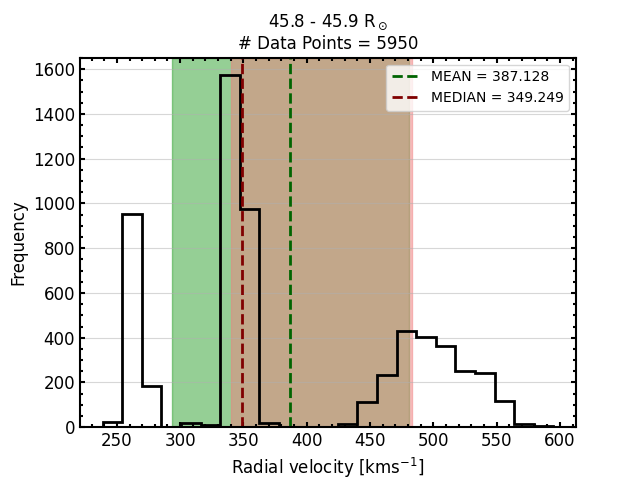 45.8 - 45.9 R⊙
# Data Points = 5950
MEAN = 387.128
MEDIAN = 349.249
Frequency
1600
1400
1200
1000
800
600
400
200
0
250 300 350 400 450 500 550 600
Radial velocity [kms⁻¹]